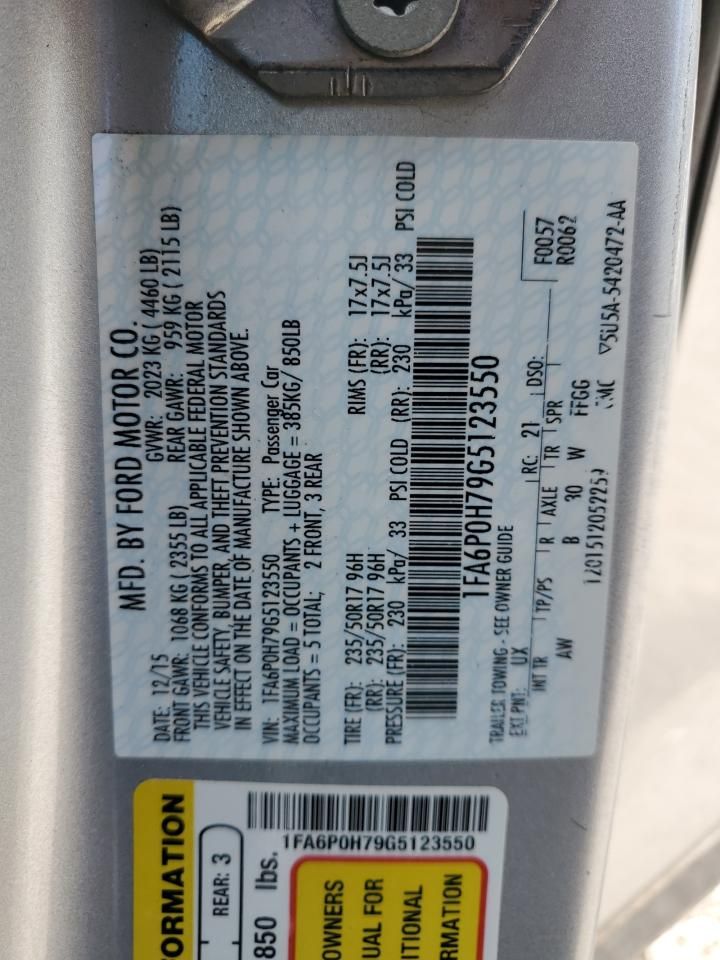 MFD. BY FORD MOTOR CO.
DATE: 12/15 GVWR: 2023 KG ( 4460 LB)
FRONT GAWR: 1068 KG ( 2355 LB) REAR GAWR: 959 KG ( 2115 LB)
THIS VEHICLE CONFORMS TO ALL APPLICABLE FEDERAL MOTOR
VEHICLE SAFETY, BUMPER, AND THEFT PREVENTION STANDARDS
IN EFFECT ON THE DATE OF MANUFACTURE SHOWN ABOVE.
VIN: 1FA6P0H79G5123550 TYPE: Passenger Car
MAXIMUM LOAD = OCCUPANTS + LUGGAGE = 385KG/ 850LB
OCCUPANTS = 5 TOTAL; 2 FRONT, 3 REAR
TIRE (FR): 235/50R17 96H RIMS (FR): 17x7.5J
(RR): 235/50R17 96H (RR): 17x7.5J
PRESSURE (FR): 230 kPa/ 33 PSI COLD (RR): 230 kPa/ 33 PSI COLD
1FA6P0H79G5123550
TRAILER TOWING - SEE OWNER GUIDE
F0057
R0062
EXT PNT: UX RC: 21 DSO:
INT TR TP/PS R AXLE TR SPR
AW B 30 W FFGG
5U5A-5420472-AA
ORMATION
REAR: 3
850 lbs.
1FA6P0H79G5123550
OWNERS
UAL FOR
ITIONAL
RMATION